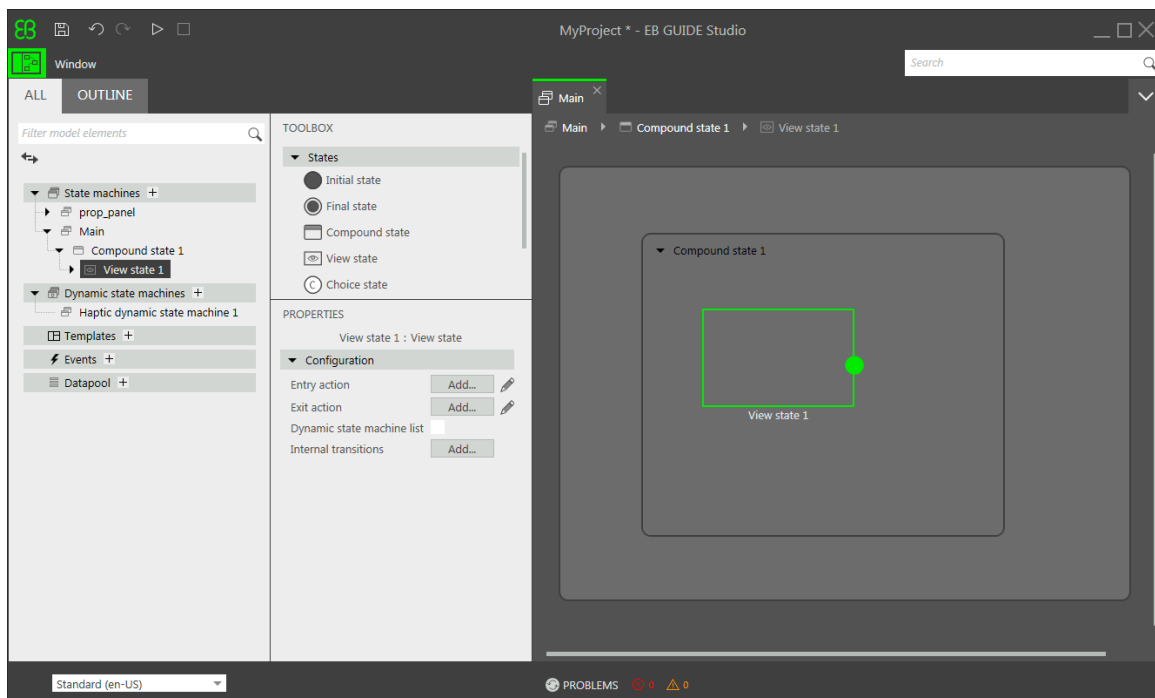 MyProject * - EB GUIDE Studio
Window
Search
ALL
OUTLINE
Filter model elements
State machines +
prop_panel
Main
Compound state 1
View state 1
Dynamic state machines +
Haptic dynamic state machine 1
Templates +
Events +
Datapool +
TOOLBOX
States
Initial state
Final state
Compound state
View state
C Choice state
PROPERTIES
View state 1 : View state
Configuration
Entry action Add...
Exit action Add...
Dynamic state machine list
Internal transitions Add...
Main
Main Compound state 1 View state 1
Compound state 1
View state 1
Standard (en-US)
PROBLEMS 0 0